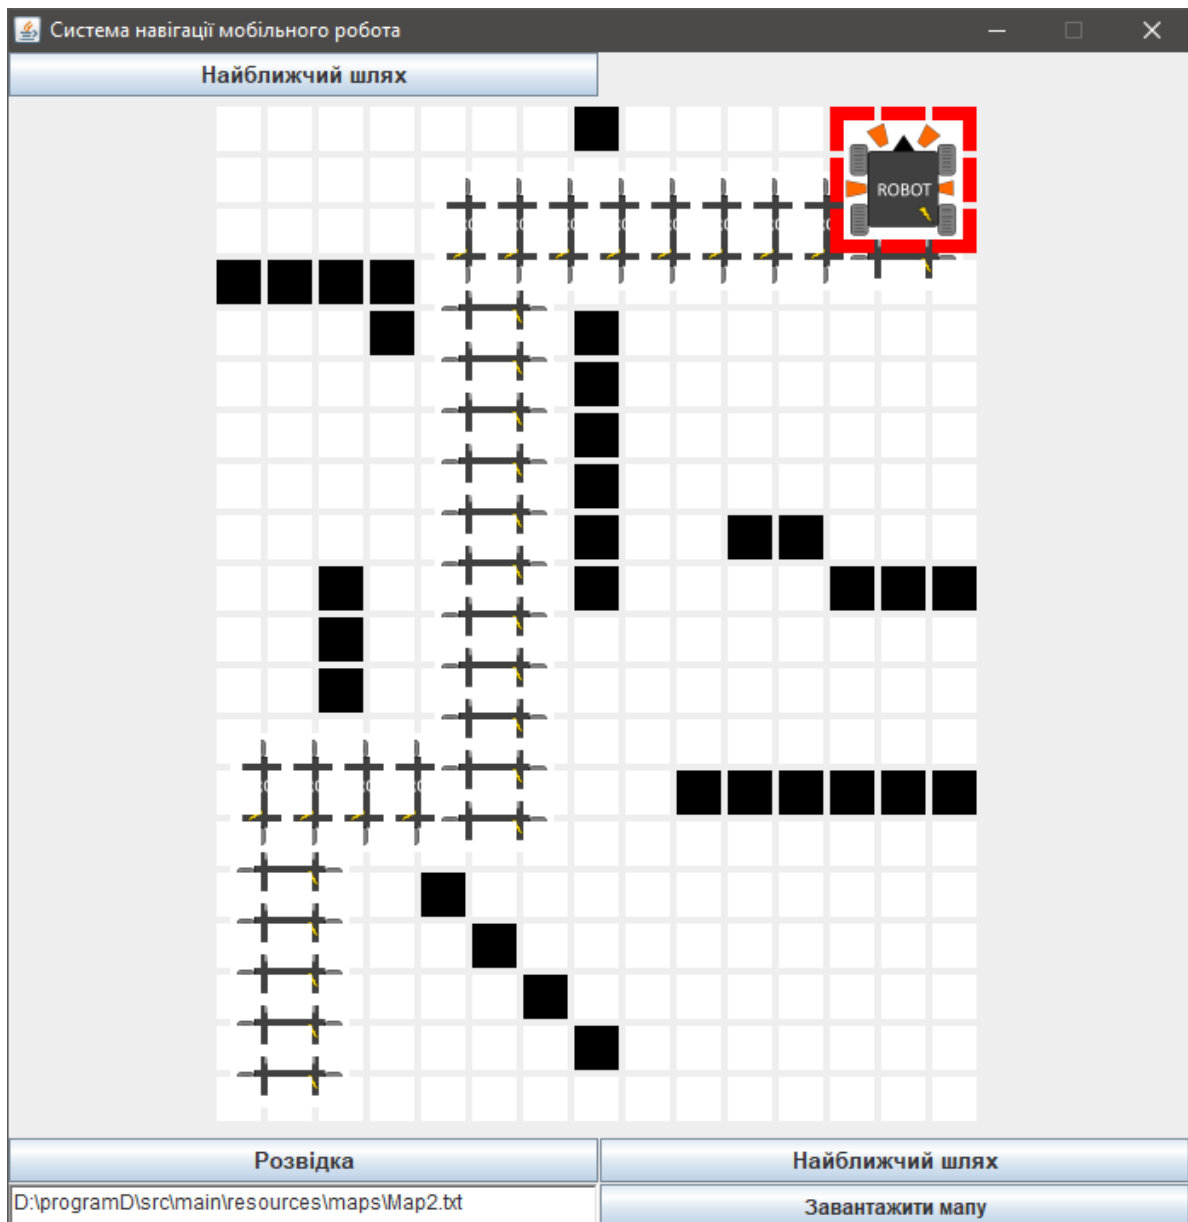 Система навігації мобільного робота
Найближчий шлях
ROBOT
Розвідка
Найближчий шлях
D:\programD\src\main\resources\maps\Map2.txt
Завантажити мапу